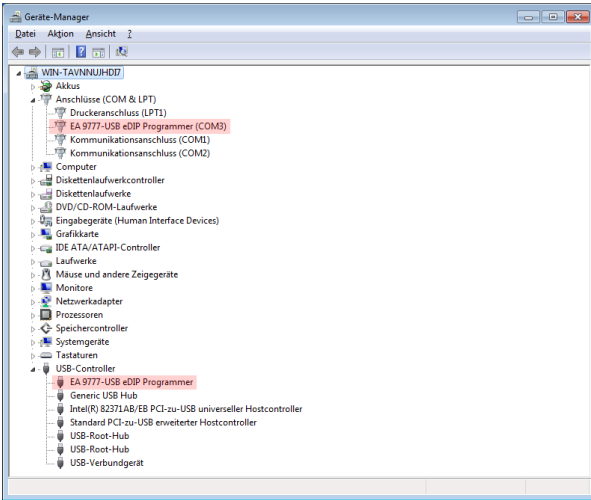 Geräte-Manager
Datei Aktion Ansicht ?
WIN-TAVNNUJHDI7
Akkus
Anschlüsse (COM & LPT)
Druckeranschluss (LPT1)
EA 9777-USB eDIP Programmer (COM3)
Kommunikationsanschluss (COM1)
Kommunikationsanschluss (COM2)
Computer
Diskettenlaufwerkcontroller
Diskettenlaufwerke
DVD/CD-ROM-Laufwerke
Eingabegeräte (Human Interface Devices)
Grafikkarte
IDE ATA/ATAPI-Controller
Laufwerke
Mäuse und andere Zeigegeräte
Monitore
Netzwerkadapter
Prozessoren
Speichercontroller
Systemgeräte
Tastaturen
USB-Controller
EA 9777-USB eDIP Programmer
Generic USB Hub
Intel(R) 82371AB/EB PCI-zu-USB universeller Hostcontroller
Standard PCI-zu-USB erweiterter Hostcontroller
USB-Root-Hub
USB-Root-Hub
USB-Verbundgerät